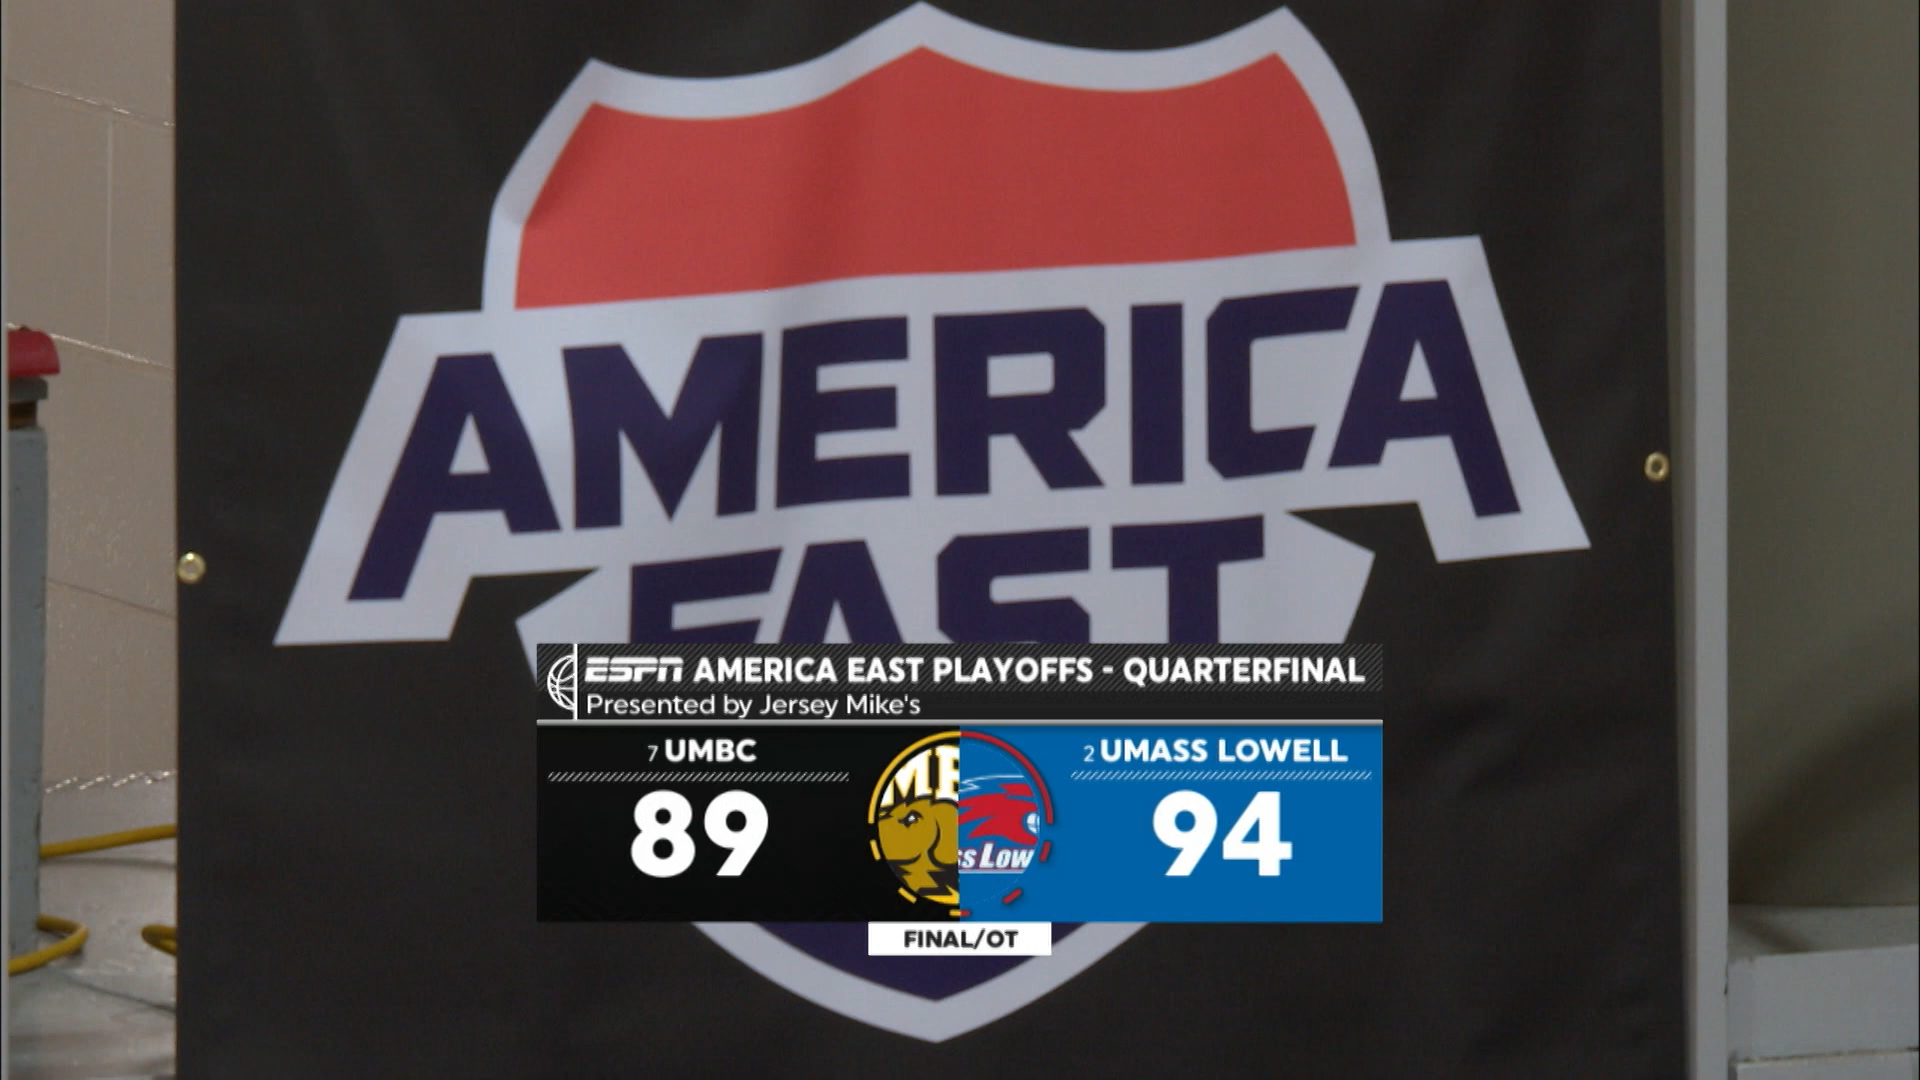 AMERICA
EAST
ESPN AMERICA EAST PLAYOFFS - QUARTERFINAL
Presented by Jersey Mike's
7 UMBC
2 UMASS LOWELL
89
94
FINAL/OT